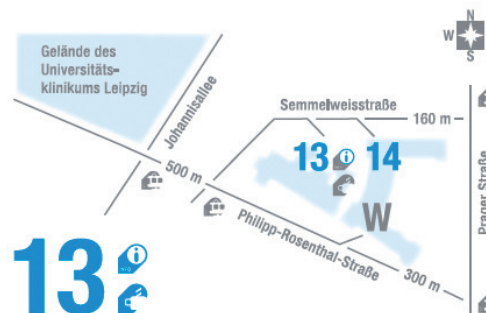 N
W
S
Gelände des
Universitäts-
klinikums Leipzig
Johannisallee
Semmelweisstraße
160 m
13 i 14
500 m
Prager Straße
W
Philipp-Rosenthal-Straße
300 m
13 i